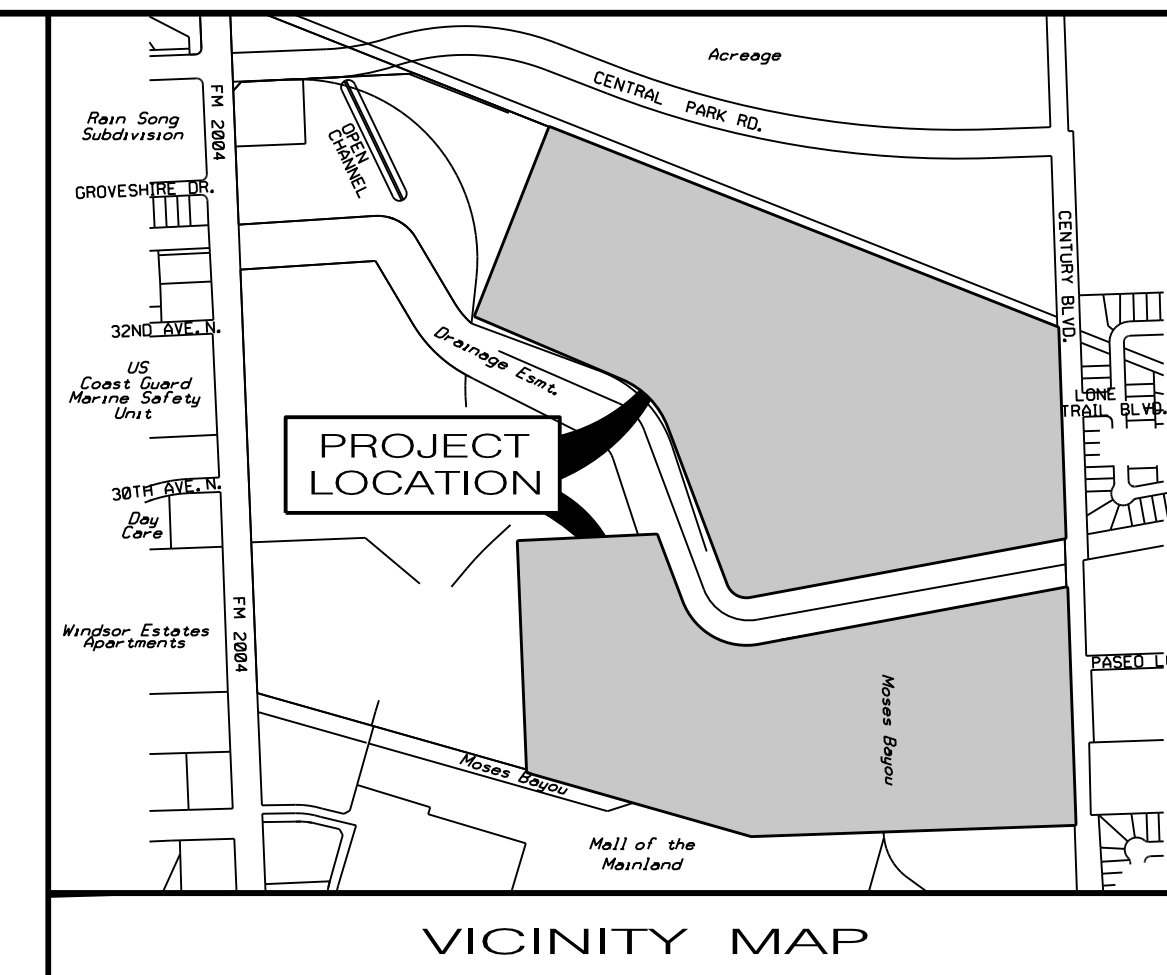 Acreage
CENTRAL PARK RD.
FM 2004
Rain Song
Subdivision
OPEN
CHANNEL
GROVESHIRE DR.
CENTURY BLVD.
32ND AVE. N.
Drainage Esmt.
US
Coast Guard
Marine Safety
Unit
LONE
TRAIL BLVD.
PROJECT
LOCATION
30TH AVE. N.
Day
Care
FM 2004
Windsor Estates
Apartments
PASEO
Moses Bayou
Moses Bayou
Mall of the
Mainland
VICINITY MAP